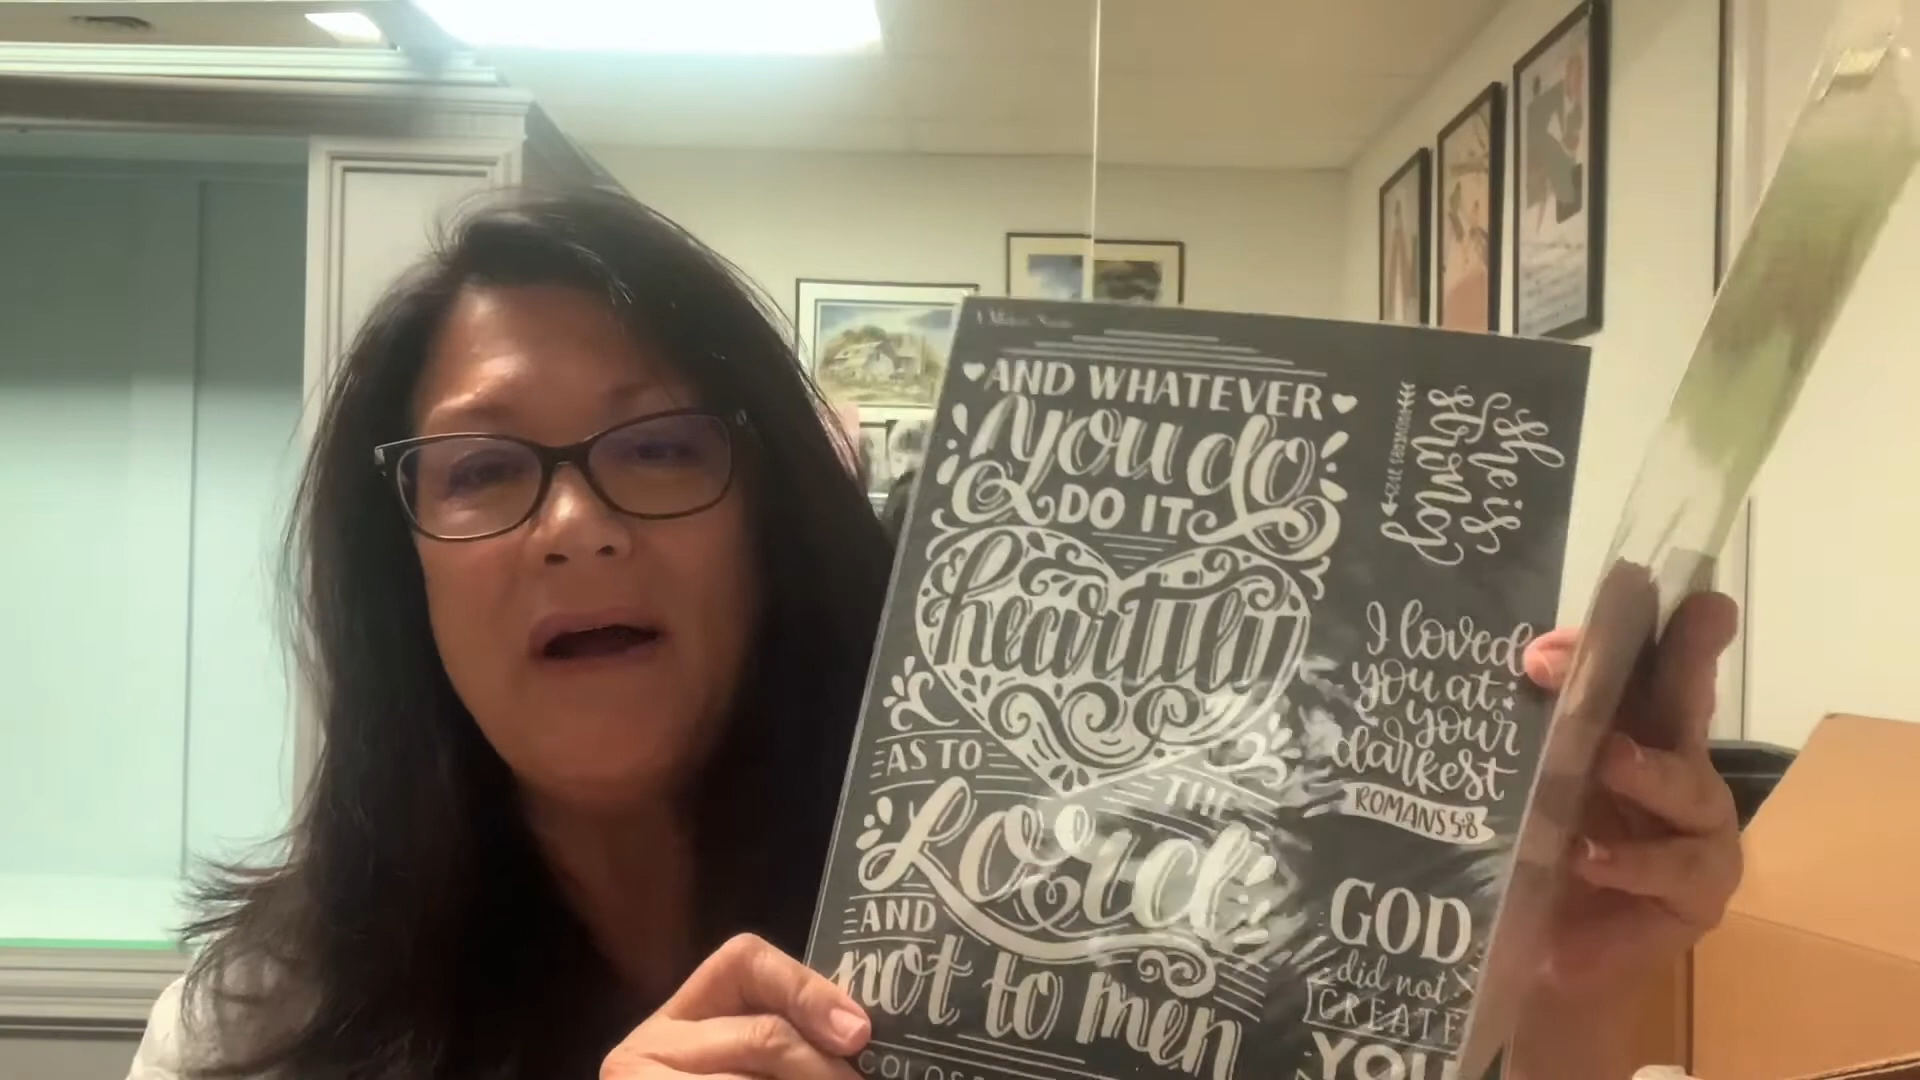 AND WHATEVER
you do
DO IT
heartily
AS TO
THE
Lord
AND
not to men
she is
strong
I loved
you at
your
darkest
ROMANS 5:8
GOD
did not
CREATE
YOU